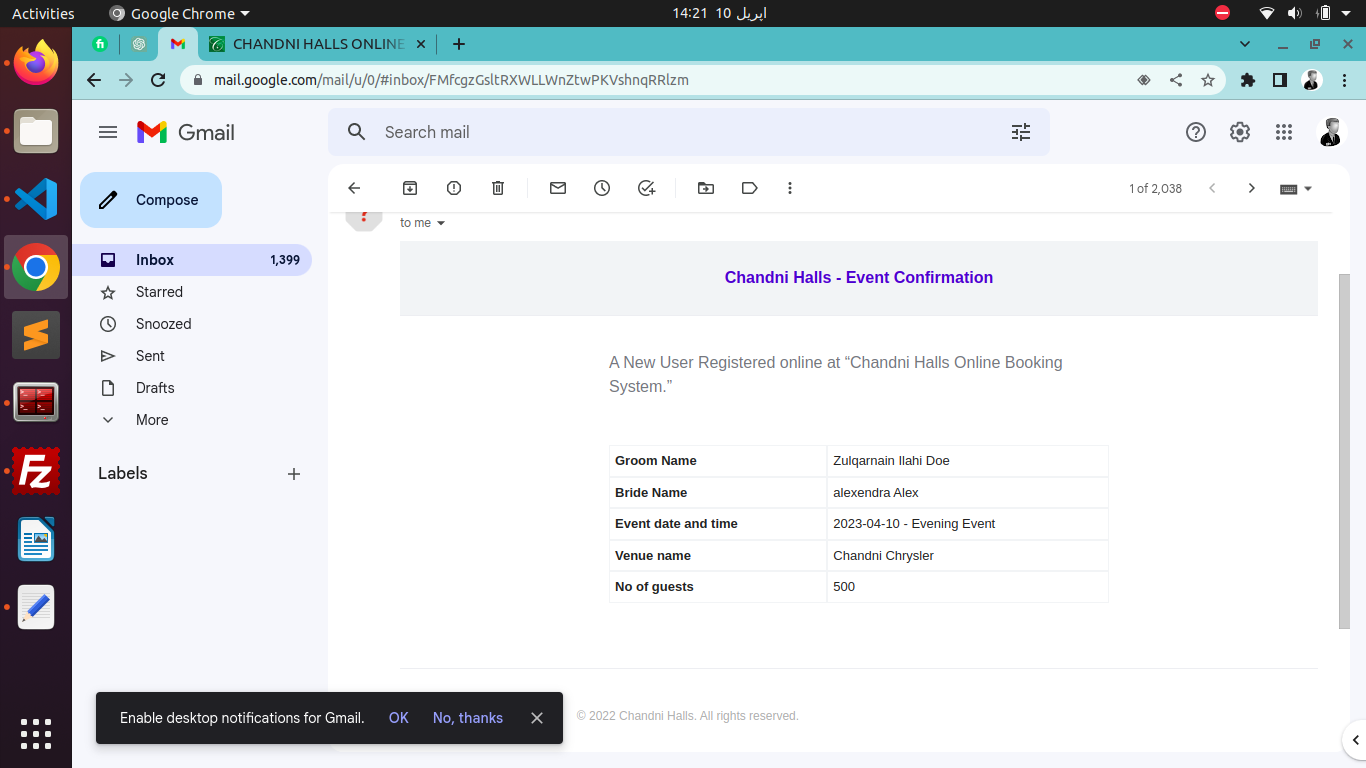 Activities
Google Chrome
14:21 10 اپریل
CHANDNI HALLS ONLINE
mail.google.com/mail/u/0/#inbox/FMfcgzGsltRXWLLWnZtwPKVshnqRRlzm
Gmail
Search mail
Compose
1 of 2,038
Inbox 1,399
Starred
Snoozed
Sent
Drafts
More
Labels
to me
Chandni Halls - Event Confirmation
A New User Registered online at “Chandni Halls Online Booking
System.”
Groom Name Zulqarnain Ilahi Doe
Bride Name alexendra Alex
Event date and time 2023-04-10 - Evening Event
Venue name Chandni Chrysler
No of guests 500
Enable desktop notifications for Gmail. OK No, thanks
© 2022 Chandni Halls. All rights reserved.